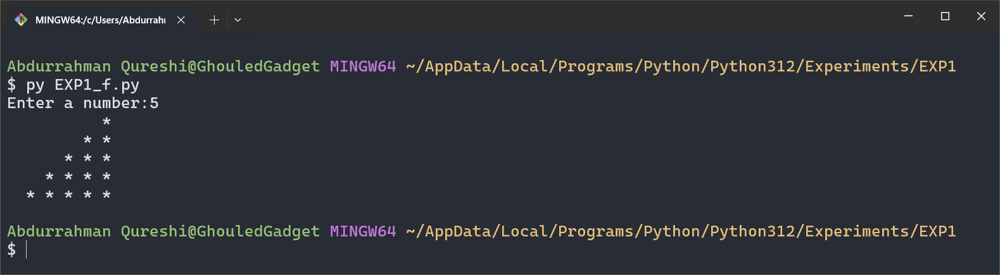 MINGW64:/c/Users/Abdurrahı
Abdurrahman Qureshi@GhouledGadget MINGW64 ~/AppData/Local/Programs/Python/Python312/Experiments/EXP1
$ py EXP1_f.py
Enter a number:5
          *
        * *
      * * *
    * * * *
  * * * * *
Abdurrahman Qureshi@GhouledGadget MINGW64 ~/AppData/Local/Programs/Python/Python312/Experiments/EXP1
$